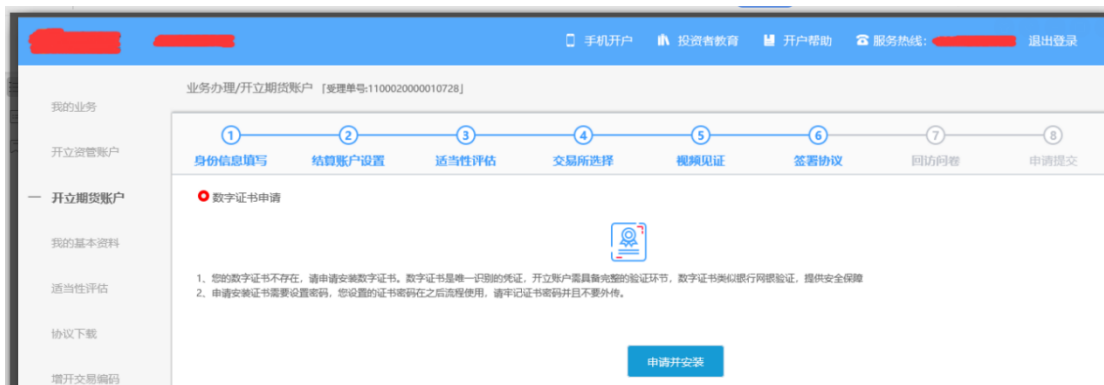 手机开户 投资者教育 开户帮助 服务热线: 退出登录
业务办理/开立期货账户 「受理单号:1100020000010728」
我的业务
开立资管账户
开立期货账户
我的基本资料
适当性评估
协议下载
增开交易编码
1 2 3 4 5 6 7 8
身份信息填写 结算账户设置 适当性评估 交易所选择 视频见证 签署协议 回访问卷 申请提交
数字证书申请
1、您的数字证书不存在，请申请安装数字证书。数字证书是唯一识别的凭证，开立账户需具备完整的验证环节，数字证书类似银行网银验证，提供安全保障
2、申请安装证书需要设置密码，您设置的证书密码在之后流程使用，请牢记证书密码并且不要外传。
申请并安装